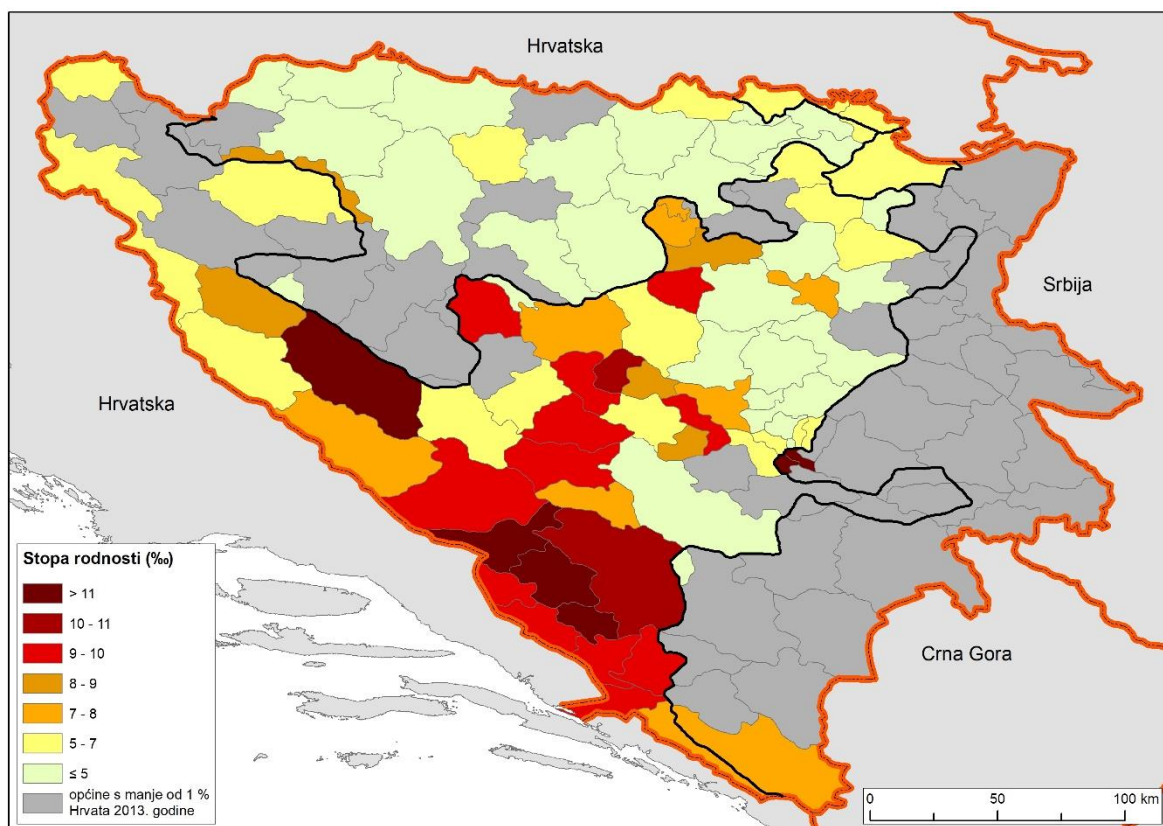 Hrvatska
Srbija
Hrvatska
Crna Gora
Stopa rodnosti (‰)
> 11
10 - 11
9 - 10
8 - 9
7 - 8
5 - 7
≤ 5
općine s manje od 1 %
Hrvata 2013. godine
0 50 100 km